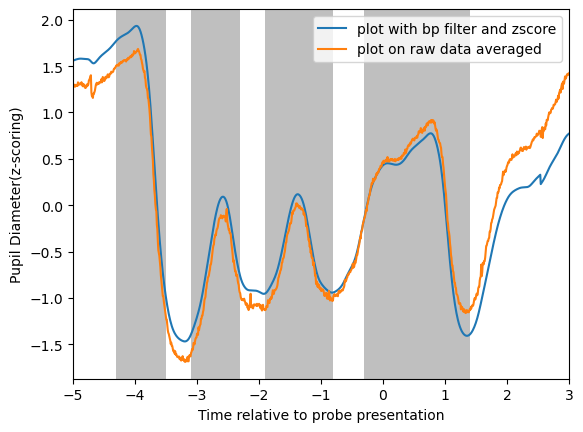 plot with bp filter and zscore
plot on raw data averaged
Pupil Diameter(z-scoring)
2.0
1.5
1.0
0.5
0.0
−0.5
−1.0
−1.5
−5 −4 −3 −2 −1 0 1 2 3
Time relative to probe presentation